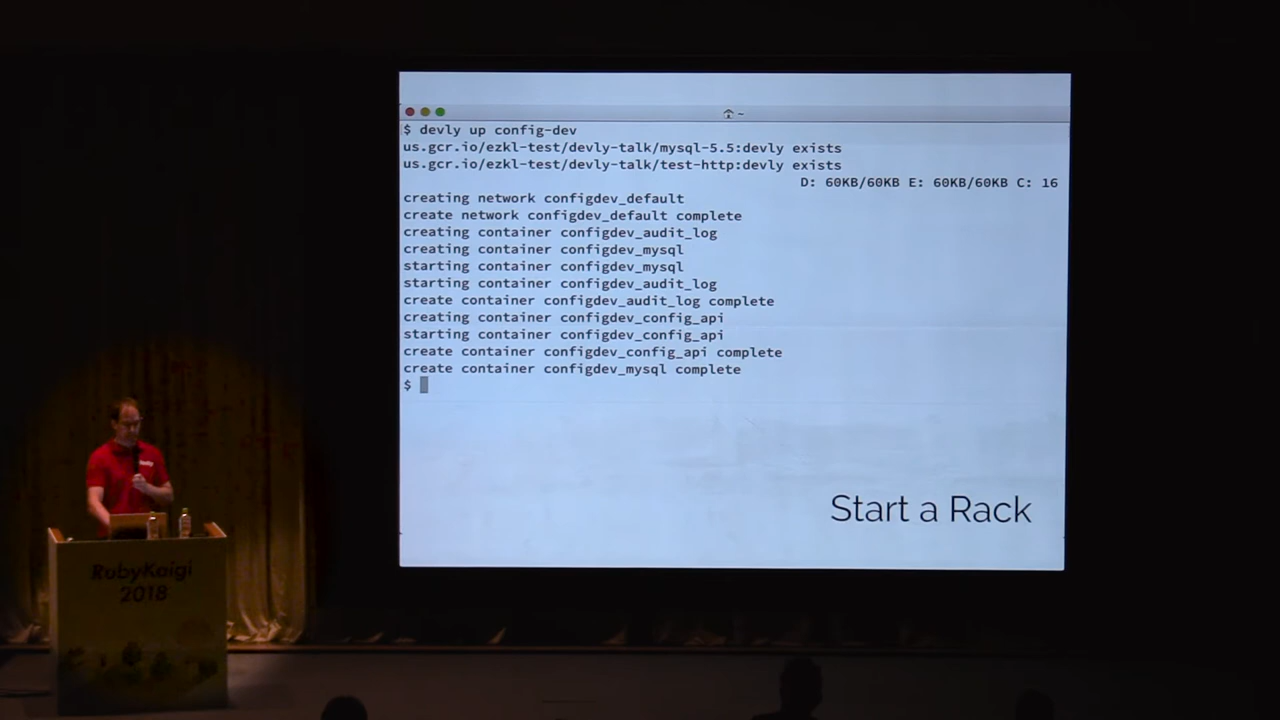 ~
$ devly up config-dev
us.gcr.io/ezkl-test/devly-talk/mysql-5.5:devly exists
us.gcr.io/ezkl-test/devly-talk/test-http:devly exists
D: 60KB/60KB E: 60KB/60KB C: 16
creating network configdev_default
create network configdev_default complete
creating container configdev_audit_log
creating container configdev_mysql
starting container configdev_mysql
starting container configdev_audit_log
create container configdev_audit_log complete
creating container configdev_config_api
starting container configdev_config_api
create container configdev_config_api complete
create container configdev_mysql complete
$
Start a Rack
RubyKaigi
2018